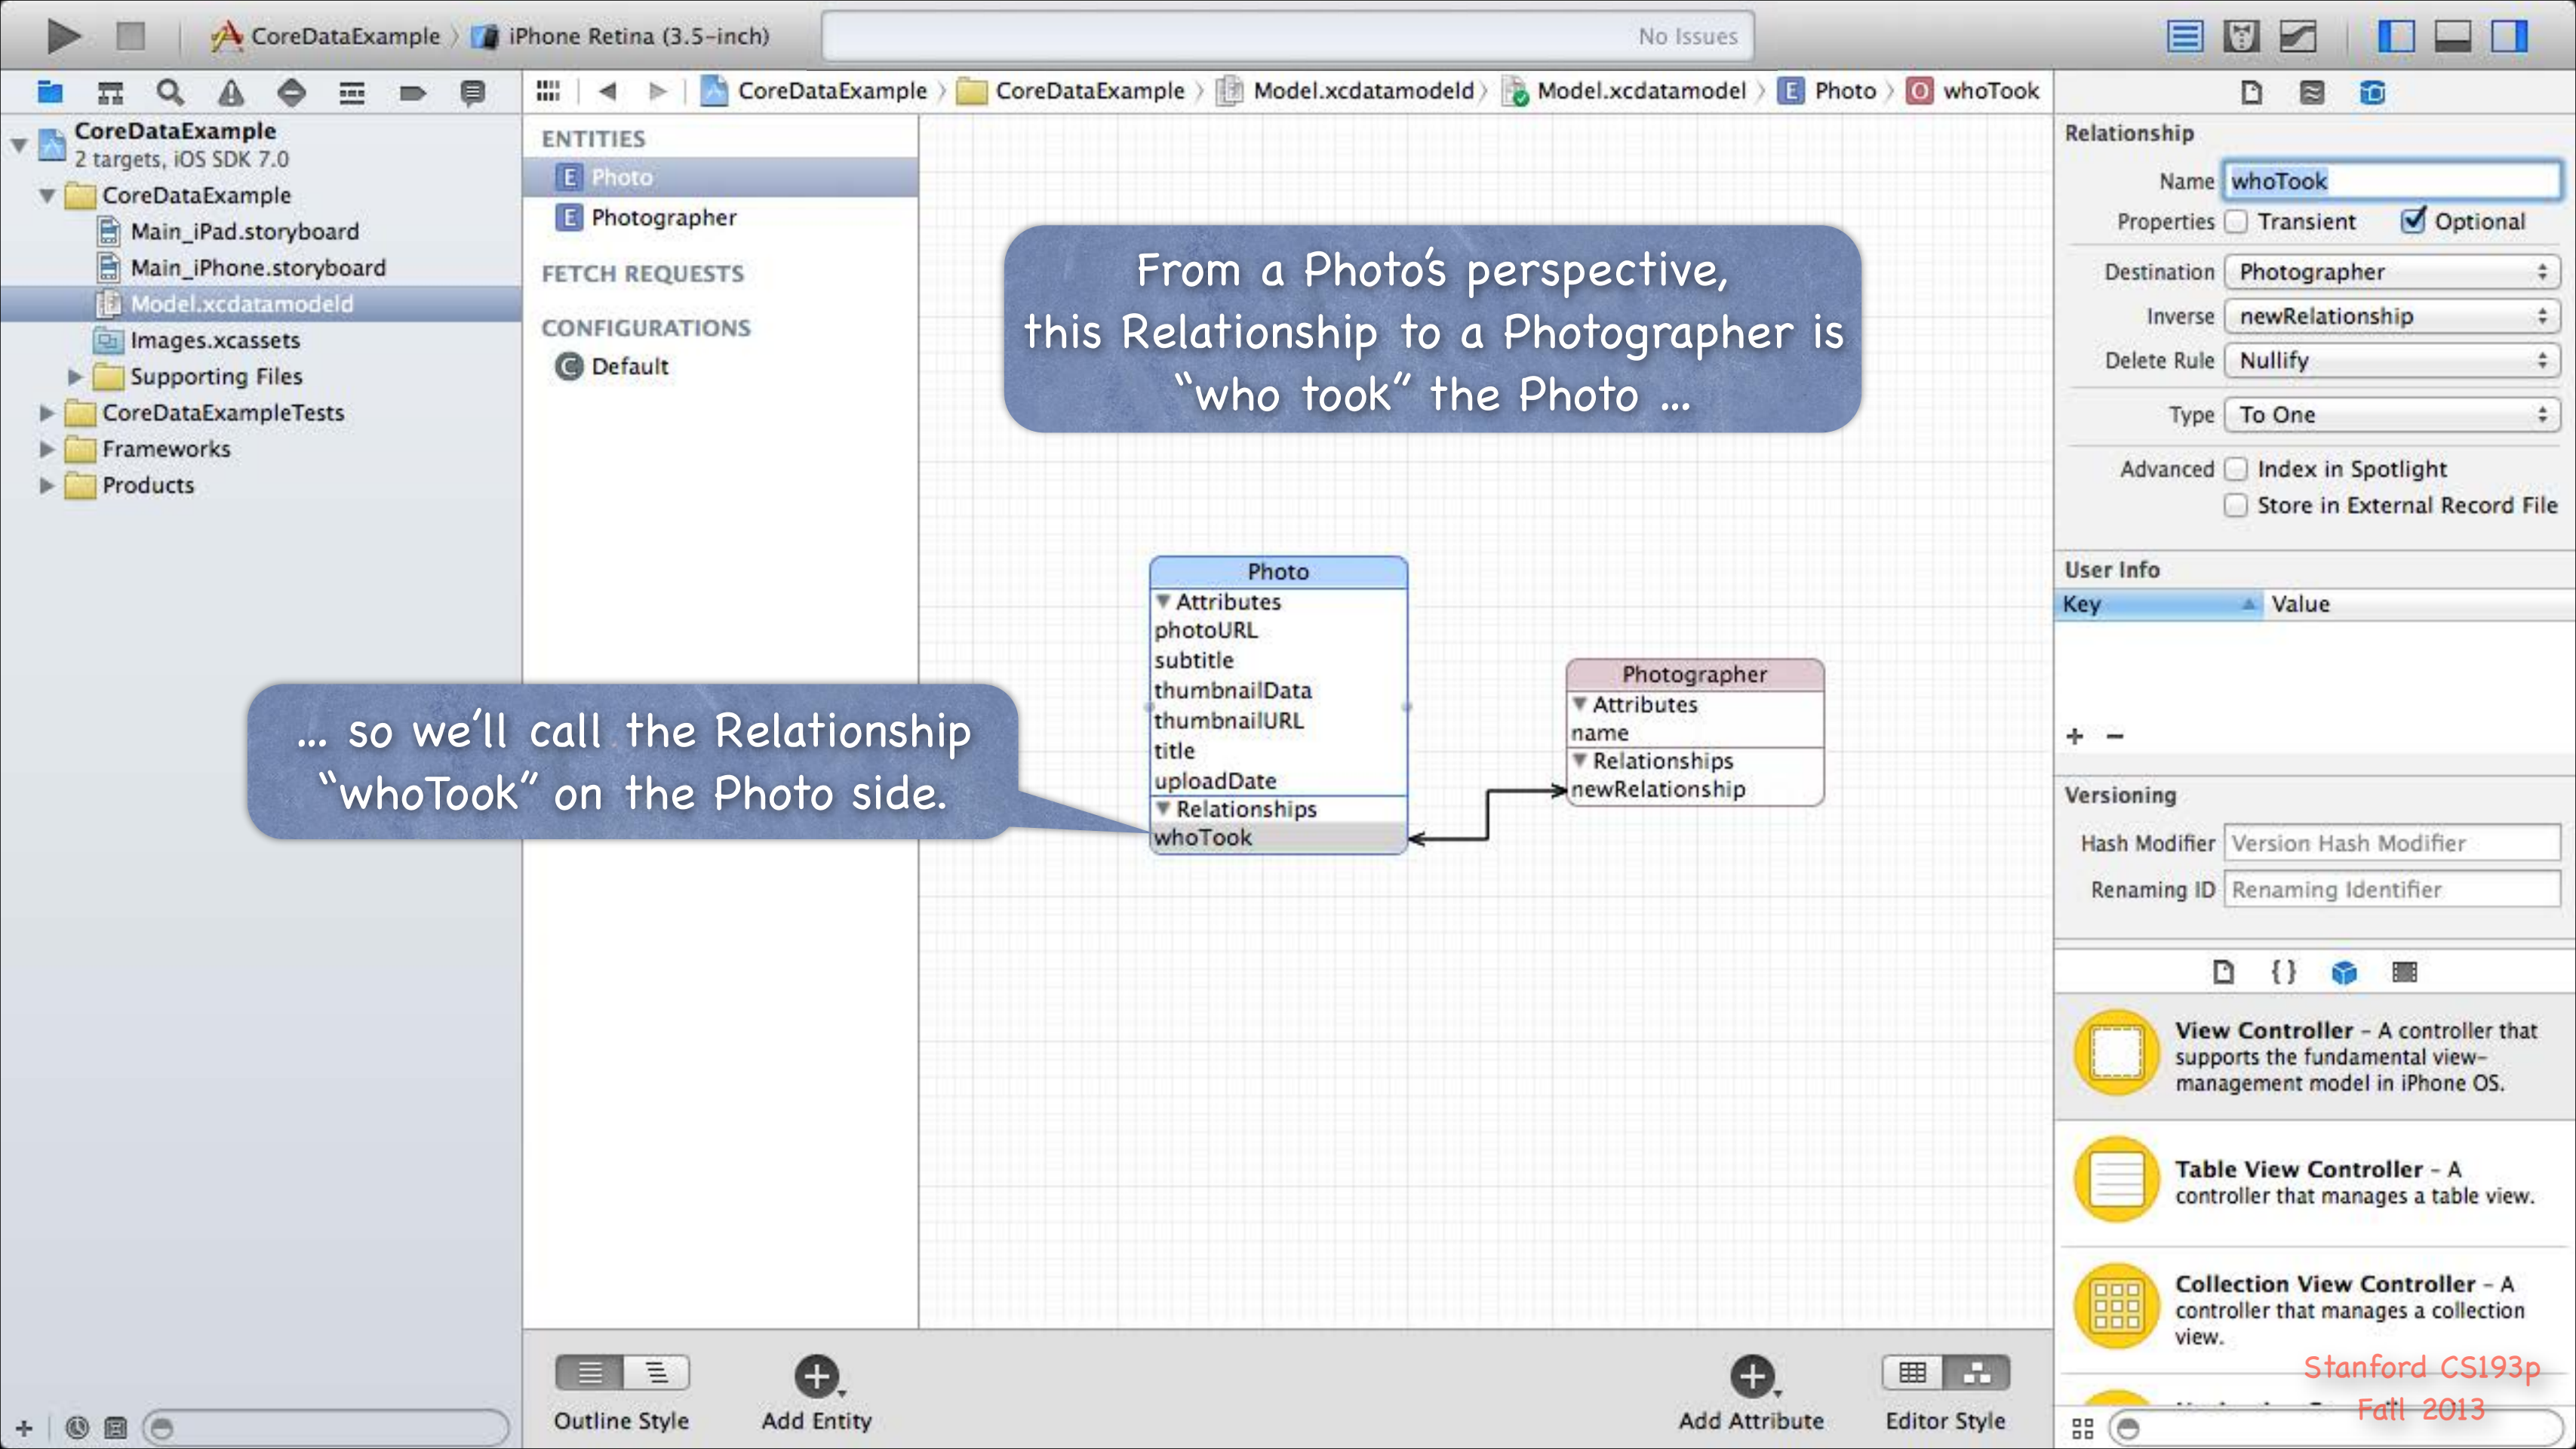 CoreDataExample 〉 iPhone Retina (3.5-inch)
No Issues
CoreDataExample 〉 CoreDataExample 〉 Model.xcdatamodeld 〉 Model.xcdatamodel 〉 E Photo 〉 O whoTook
CoreDataExample
2 targets, iOS SDK 7.0
CoreDataExample
Main_iPad.storyboard
Main_iPhone.storyboard
Model.xcdatamodeld
Images.xcassets
Supporting Files
CoreDataExampleTests
Frameworks
Products
ENTITIES
E Photo
E Photographer
FETCH REQUESTS
CONFIGURATIONS
C Default
From a Photo's perspective,
this Relationship to a Photographer is
“who took” the Photo ...
... so we'll call the Relationship
“whoTook” on the Photo side.
Photo
Attributes
photoURL
subtitle
thumbnailData
thumbnailURL
title
uploadDate
Relationships
whoTook
Photographer
Attributes
name
Relationships
newRelationship
Outline Style
Add Entity
Add Attribute
Editor Style
Relationship
Name whoTook
Properties Transient Optional
Destination Photographer
Inverse newRelationship
Delete Rule Nullify
Type To One
Advanced Index in Spotlight
Store in External Record File
User Info
Key Value
+ −
Versioning
Hash Modifier Version Hash Modifier
Renaming ID Renaming Identifier
{ }
View Controller – A controller that
supports the fundamental view-
management model in iPhone OS.
Table View Controller – A
controller that manages a table view.
Collection View Controller – A
controller that manages a collection
view.
Stanford CS193p
Fall 2013